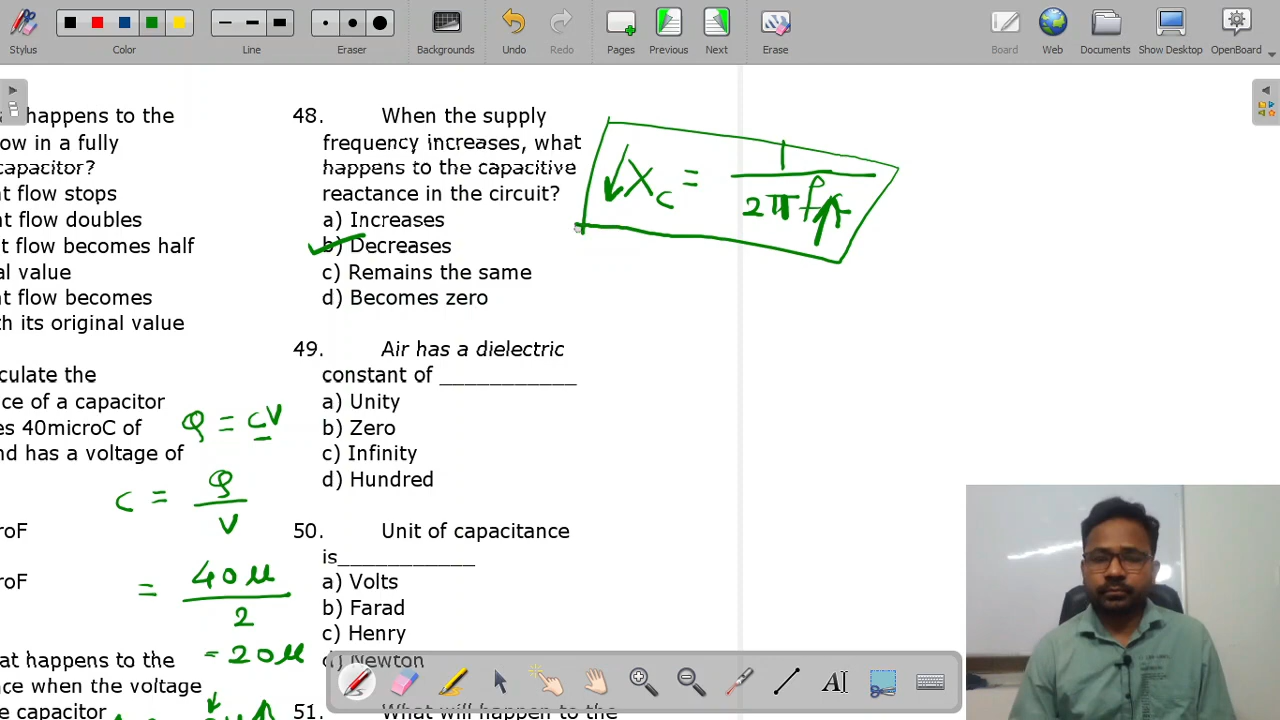 Stylus
Color
Line
Eraser
Backgrounds
Undo
Redo
Pages
Previous
Next
Erase
Board
Web
Documents
Show Desktop
OpenBoard
happens to the
ow in a fully
capacitor?
t flow stops
t flow doubles
t flow becomes half
al value
t flow becomes
h its original value
culate the
ce of a capacitor
es 40microC of
nd has a voltage of
roF
roF
at happens to the
ce when the voltage
e capacitor
Q = CV
C = Q / V
= 40 μ / 2
= 20 μ
48. When the supply
frequency increases, what
happens to the capacitive
reactance in the circuit?
a) Increases
b) Decreases
c) Remains the same
d) Becomes zero
49. Air has a dielectric
constant of ___________
a) Unity
b) Zero
c) Infinity
d) Hundred
50. Unit of capacitance
is____________
a) Volts
b) Farad
c) Henry
d) Newton
51. What will happen to the
↓ Xc = 1 / 2π f ↑